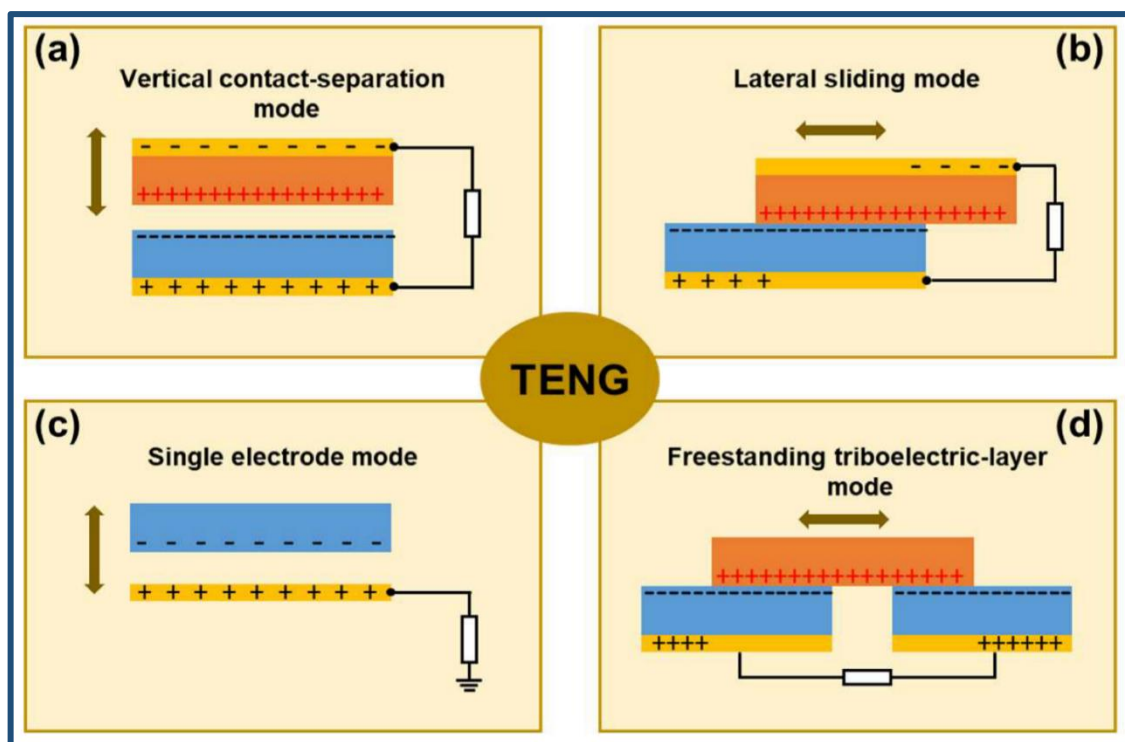 (a)
Vertical contact-separation
mode
(b)
Lateral sliding mode
TENG
(c)
Single electrode mode
(d)
Freestanding triboelectric-layer
mode